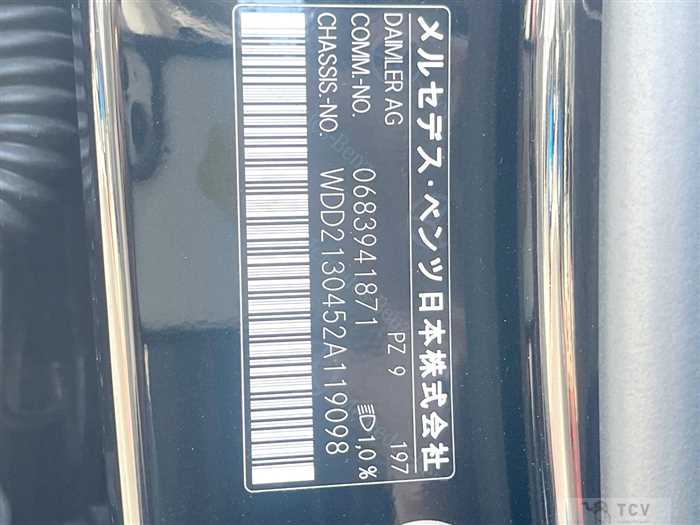 メルセデス・ベンツ日本株式会社
DAIMLER AG PZ 9 197
COMM.-NO. 0683941871 1,0%
CHASSIS.-NO. WDD2130452A119098
TCV